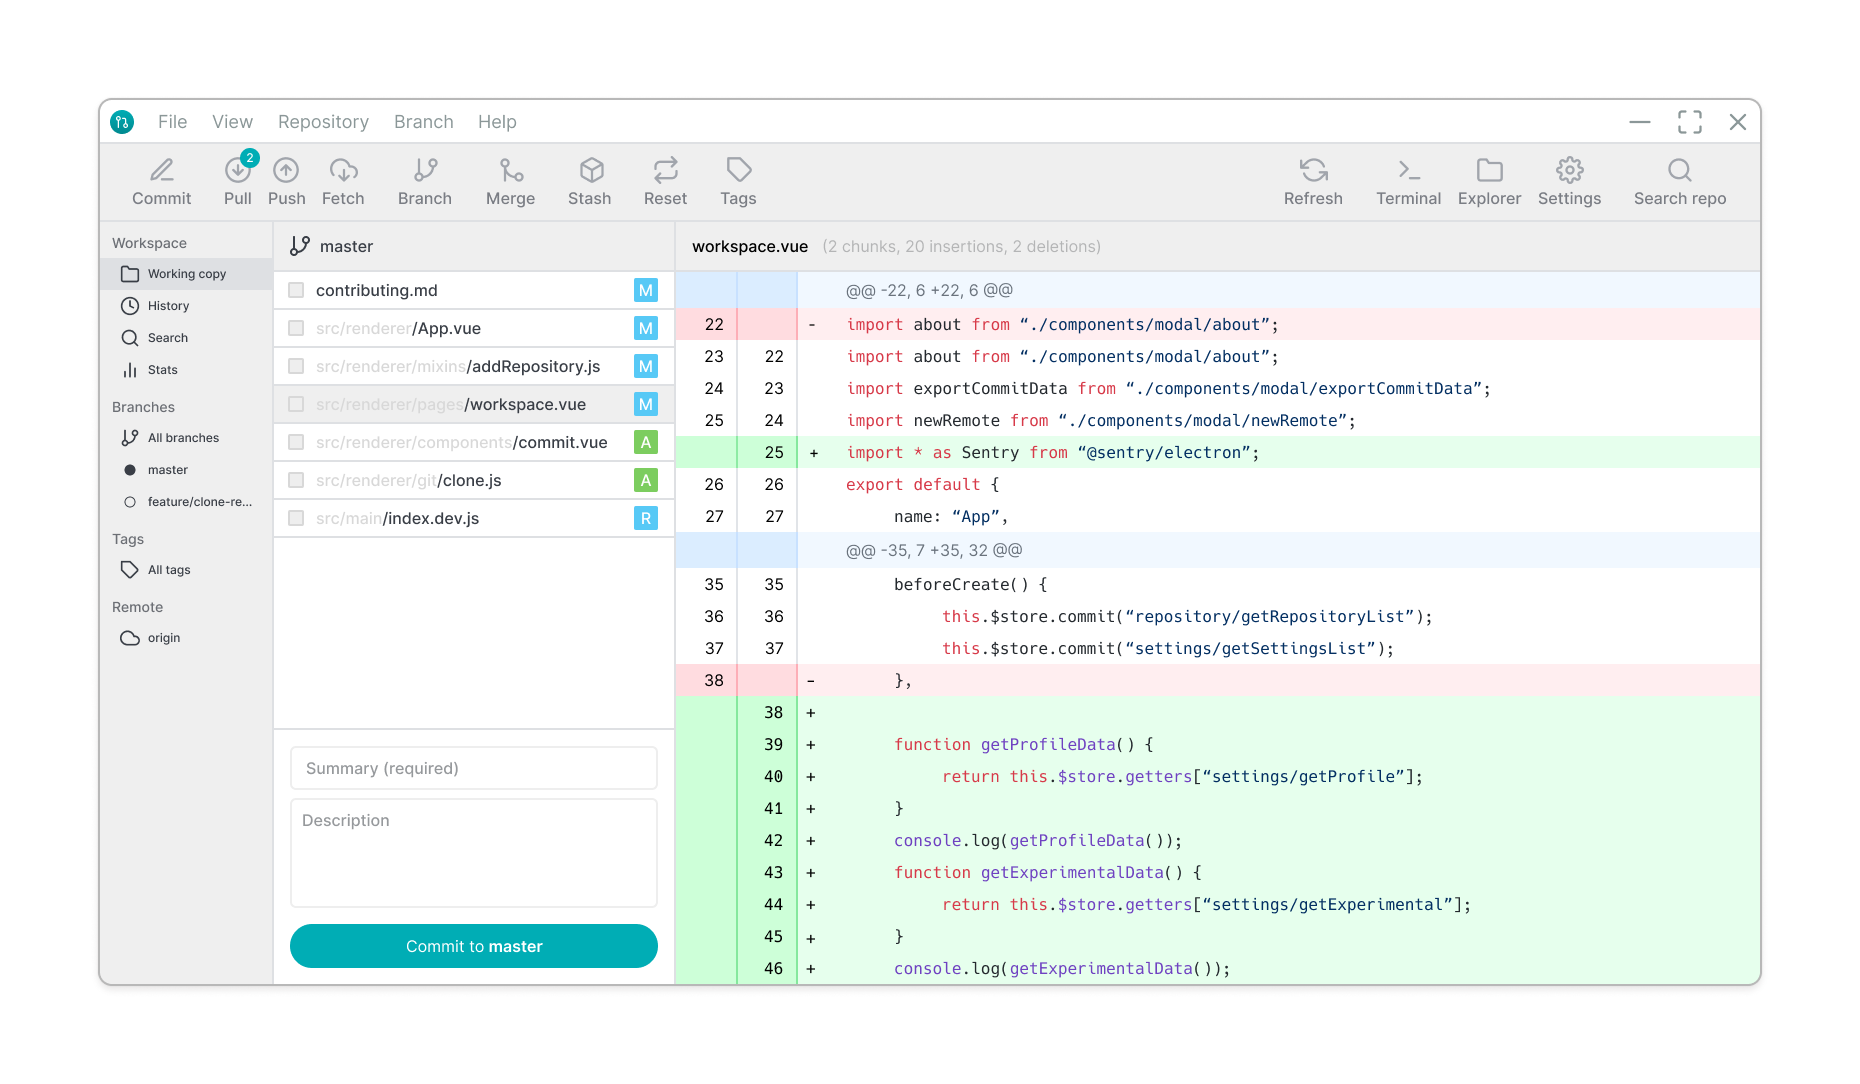 File View Repository Branch Help
2
Commit Pull Push Fetch Branch Merge Stash Reset Tags Refresh Terminal Explorer Settings Search repo
Workspace
Working copy
History
Search
Stats
Branches
All branches
master
feature/clone-re...
Tags
All tags
Remote
origin
master
contributing.md M
src/renderer/App.vue M
src/renderer/mixins/addRepository.js M
src/renderer/pages/workspace.vue M
src/renderer/components/commit.vue A
src/renderer/git/clone.js A
src/main/index.dev.js R
Summary (required)
Description
Commit to master
workspace.vue (2 chunks, 20 insertions, 2 deletions)
@@ -22, 6 +22, 6 @@
22 - import about from “./components/modal/about”;
23 22 import about from “./components/modal/about”;
24 23 import exportCommitData from “./components/modal/exportCommitData”;
25 24 import newRemote from “./components/modal/newRemote”;
25 + import * as Sentry from “@sentry/electron”;
26 26 export default {
27 27 name: “App”,
@@ -35, 7 +35, 32 @@
35 35 beforeCreate() {
36 36 this.$store.commit(“repository/getRepositoryList”);
37 37 this.$store.commit(“settings/getSettingsList”);
38 - },
38 +
39 + function getProfileData() {
40 + return this.$store.getters[“settings/getProfile”];
41 + }
42 + console.log(getProfileData());
43 + function getExperimentalData() {
44 + return this.$store.getters[“settings/getExperimental”];
45 + }
46 + console.log(getExperimentalData());